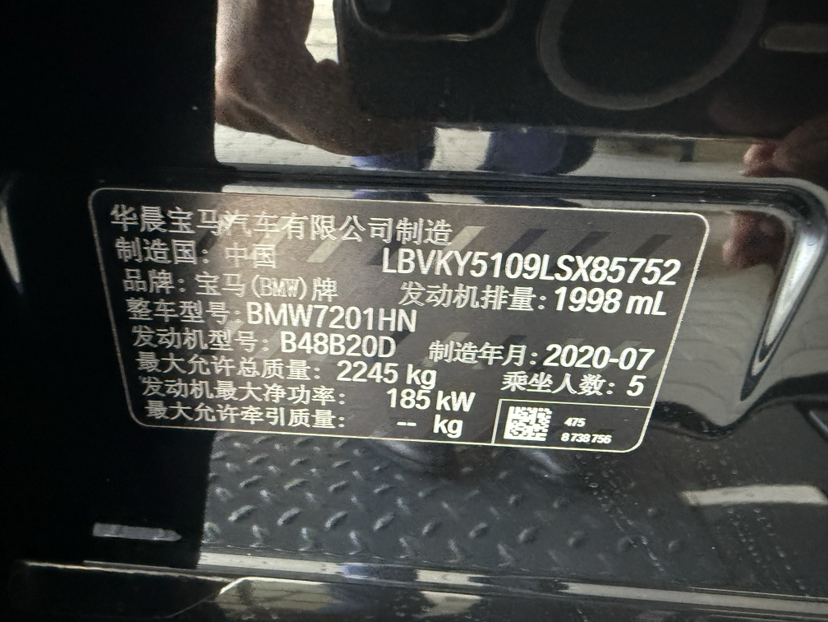 华晨宝马汽车有限公司制造
制造国：中国
LBVKY5109LSX85752
品牌：宝马(BMW)牌
发动机排量：1998 mL
整车型号：BMW7201HN
发动机型号：B48B20D
制造年月：2020-07
最大允许总质量：2245 kg
乘坐人数：5
发动机最大净功率：185 kW
最大允许牵引质量：-- kg
475
8 738 756